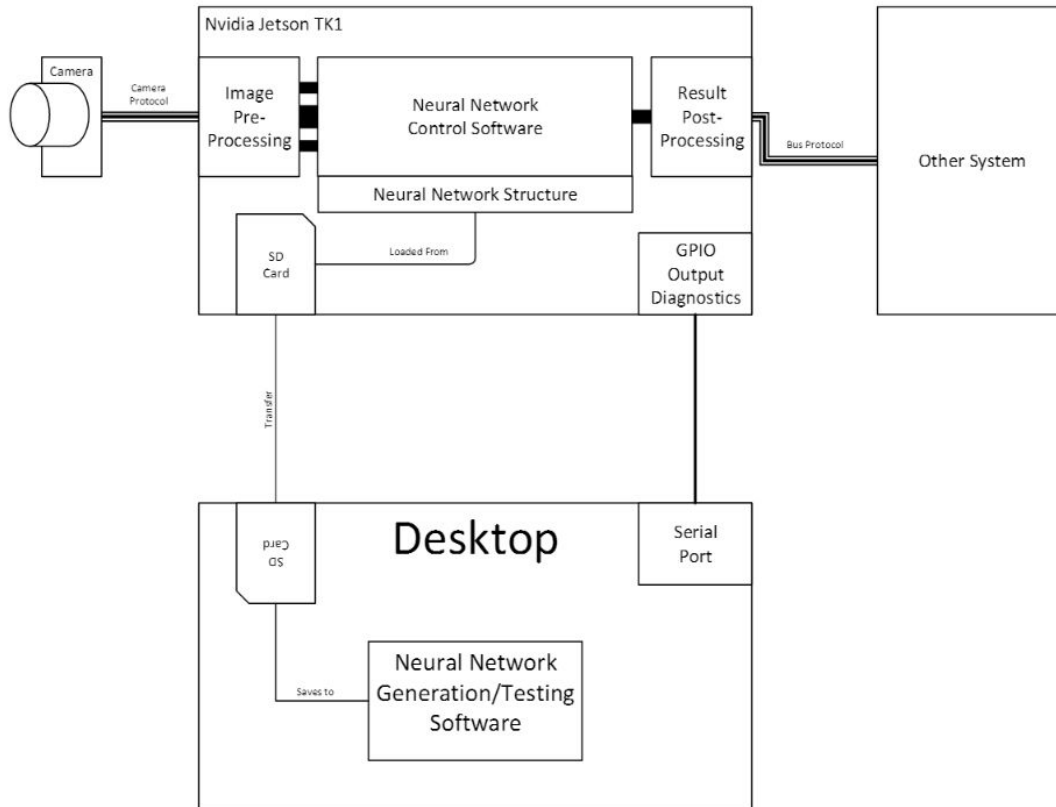 Nvidia Jetson TK1
Camera
Camera
Protocol
Image
Pre-
Processing
Neural Network
Control Software
Result
Post-
Processing
Bus Protocol
Other System
Neural Network Structure
SD
Card
Loaded From
GPIO
Output
Diagnostics
Transfer
SD
Card
Desktop
Serial
Port
Saves to
Neural Network
Generation/Testing
Software